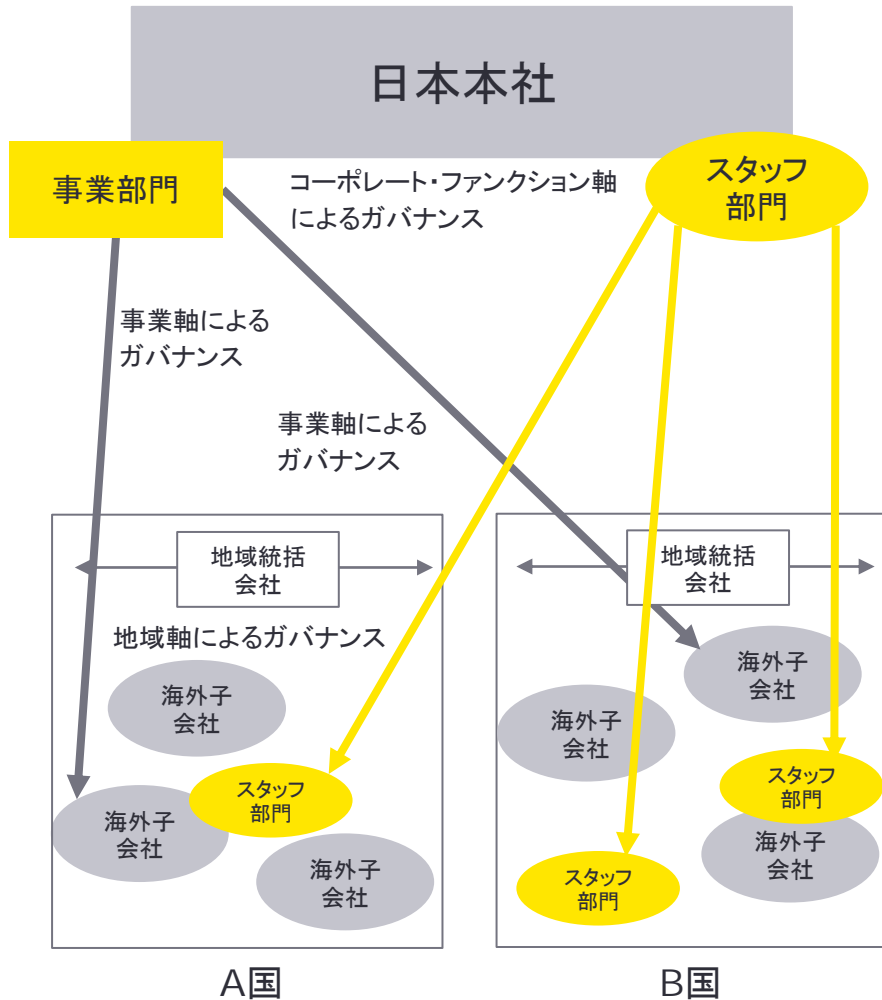 日本本社
事業部門
コーポレート・ファンクション軸
によるガバナンス
スタッフ
部門
事業軸による
ガバナンス
事業軸による
ガバナンス
地域統括
会社
地域軸によるガバナンス
海外子
会社
海外子
会社
スタッフ
部門
海外子
会社
A国
地域統括
会社
海外子
会社
海外子
会社
スタッフ
部門
海外子
会社
スタッフ
部門
B国